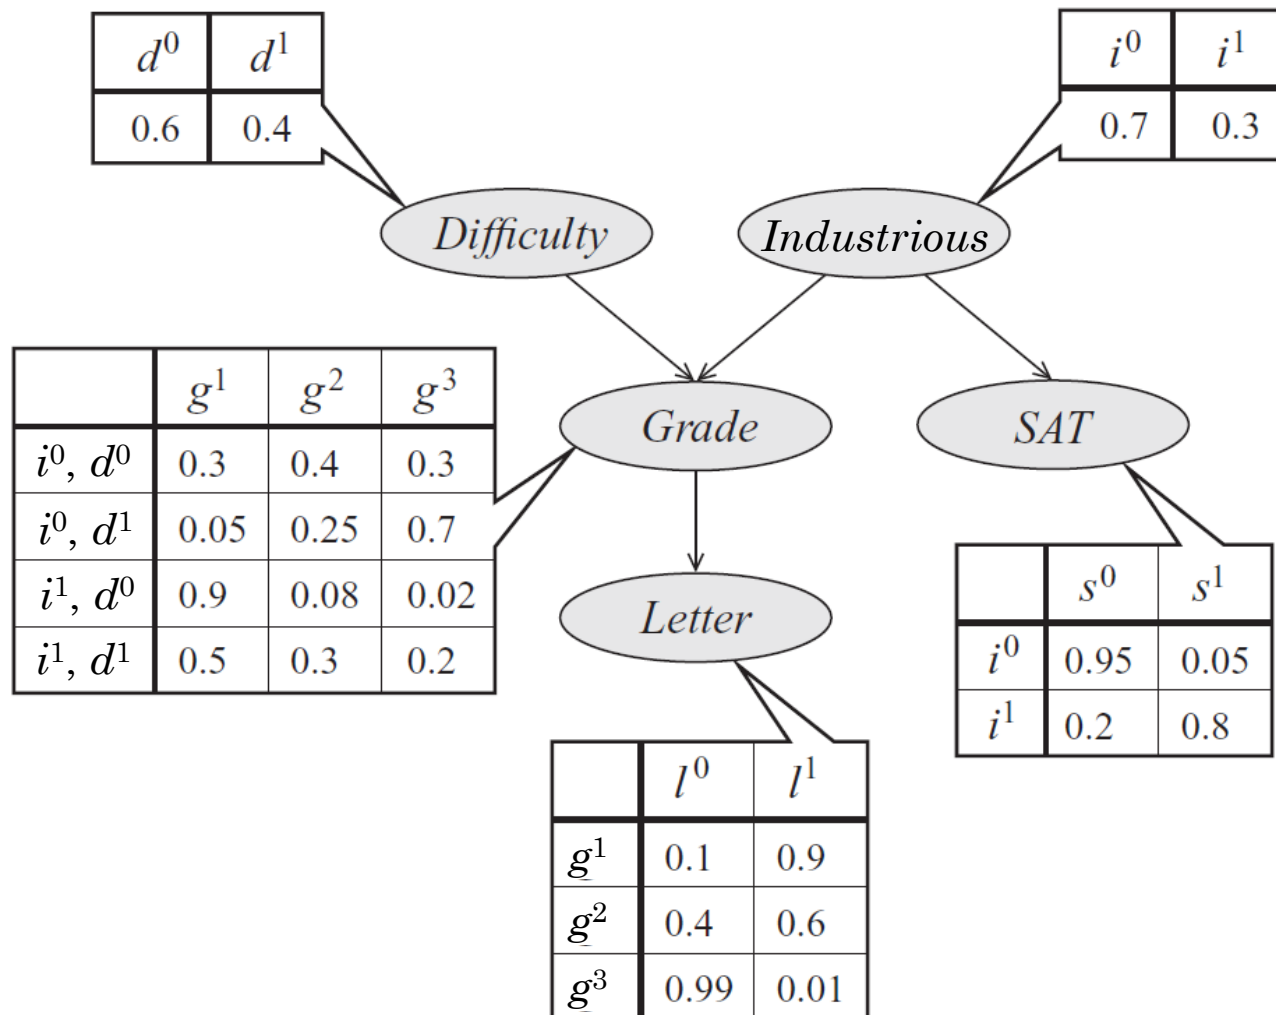 d⁰ d¹
0.6 0.4
i⁰ i¹
0.7 0.3
Difficulty
Industrious
g¹ g² g³
i⁰, d⁰ 0.3 0.4 0.3
i⁰, d¹ 0.05 0.25 0.7
i¹, d⁰ 0.9 0.08 0.02
i¹, d¹ 0.5 0.3 0.2
Grade
SAT
s⁰ s¹
i⁰ 0.95 0.05
i¹ 0.2 0.8
Letter
l⁰ l¹
g¹ 0.1 0.9
g² 0.4 0.6
g³ 0.99 0.01